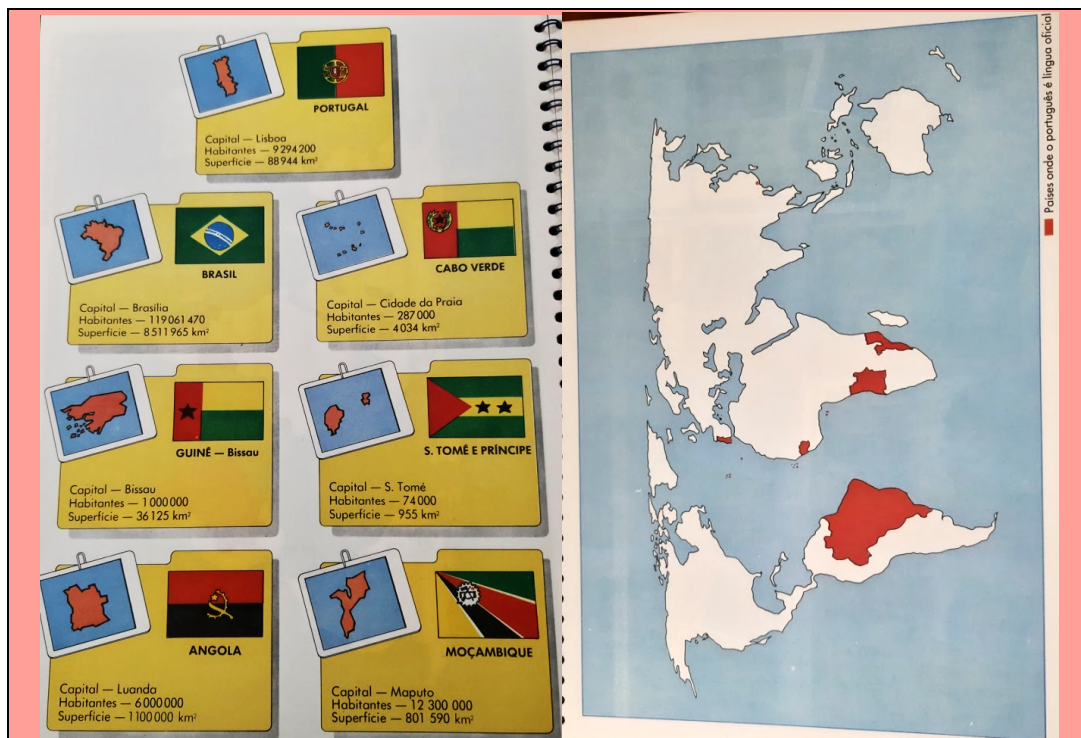 PORTUGAL
Capital — Lisboa
Habitantes — 9 294 200
Superfície — 88 944 km²
BRASIL
Capital — Brasília
Habitantes — 119 061 470
Superfície — 8 511 965 km²
CABO VERDE
Capital — Cidade da Praia
Habitantes — 287 000
Superfície — 4 034 km²
GUINÉ — Bissau
Capital — Bissau
Habitantes — 1 000 000
Superfície — 36 125 km²
S. TOMÉ E PRÍNCIPE
Capital — S. Tomé
Habitantes — 74 000
Superfície — 955 km²
ANGOLA
Capital — Luanda
Habitantes — 6 000 000
Superfície — 1 100 000 km²
MOÇAMBIQUE
Capital — Maputo
Habitantes — 12 300 000
Superfície — 801 590 km²
Países onde o português é língua oficial